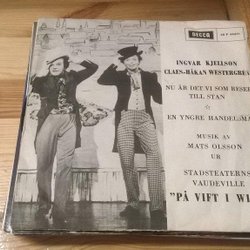 DECCA
INGVAR KJELLSON
CLAES-HÅKAN WESTERGREN
NU ÄR DET VI SOM RESER
TILL STAN
EN YNGRE HANDELSMAN
MUSIK AV
MATS OLSSON
UR
STADSTEATERNS
VAUDEVILLE
"PÅ VIFT I